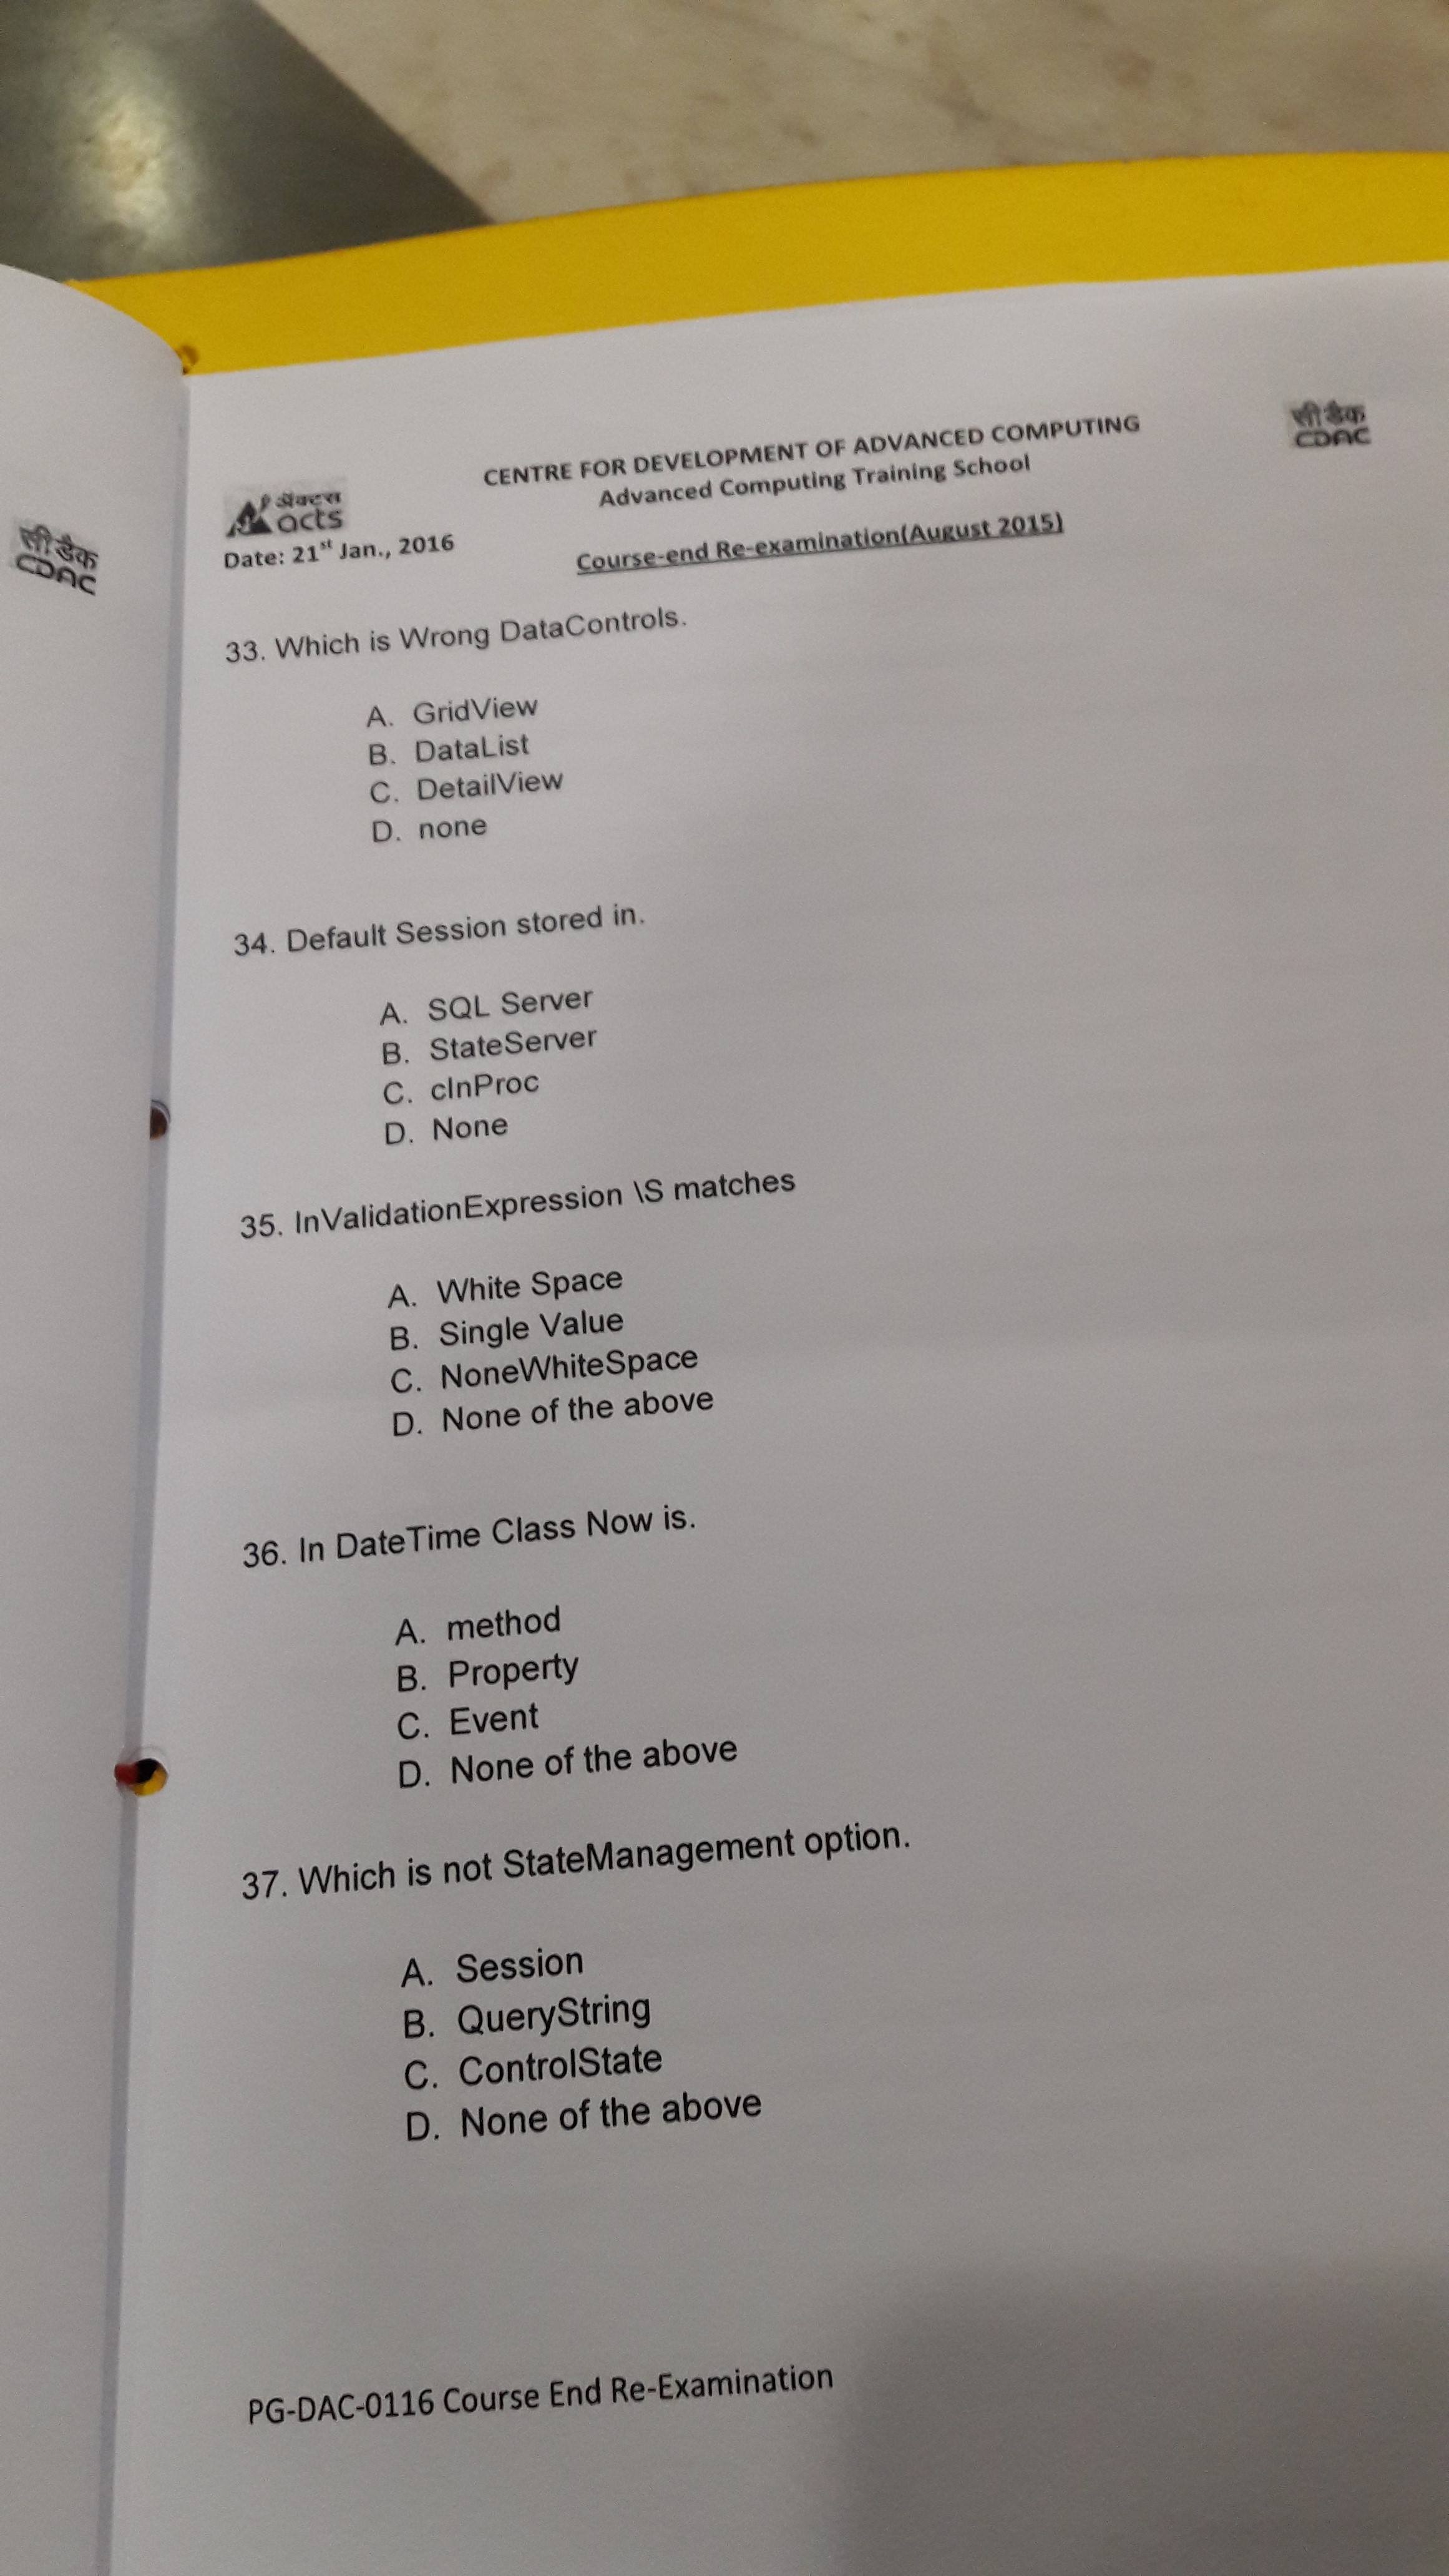 सी डैक
CDAC
CENTRE FOR DEVELOPMENT OF ADVANCED COMPUTING
Advanced Computing Training School
सी डैक
CDAC
ॲक्टस
acts
Date: 21st Jan., 2016
Course-end Re-examination(August 2015)
33. Which is Wrong DataControls.
A. GridView
B. DataList
C. DetailView
D. none
34. Default Session stored in.
A. SQL Server
B. StateServer
C. cInProc
D. None
35. InValidationExpression \S matches
A. White Space
B. Single Value
C. NoneWhiteSpace
D. None of the above
36. In DateTime Class Now is.
A. method
B. Property
C. Event
D. None of the above
37. Which is not StateManagement option.
A. Session
B. QueryString
C. ControlState
D. None of the above
PG-DAC-0116 Course End Re-Examination